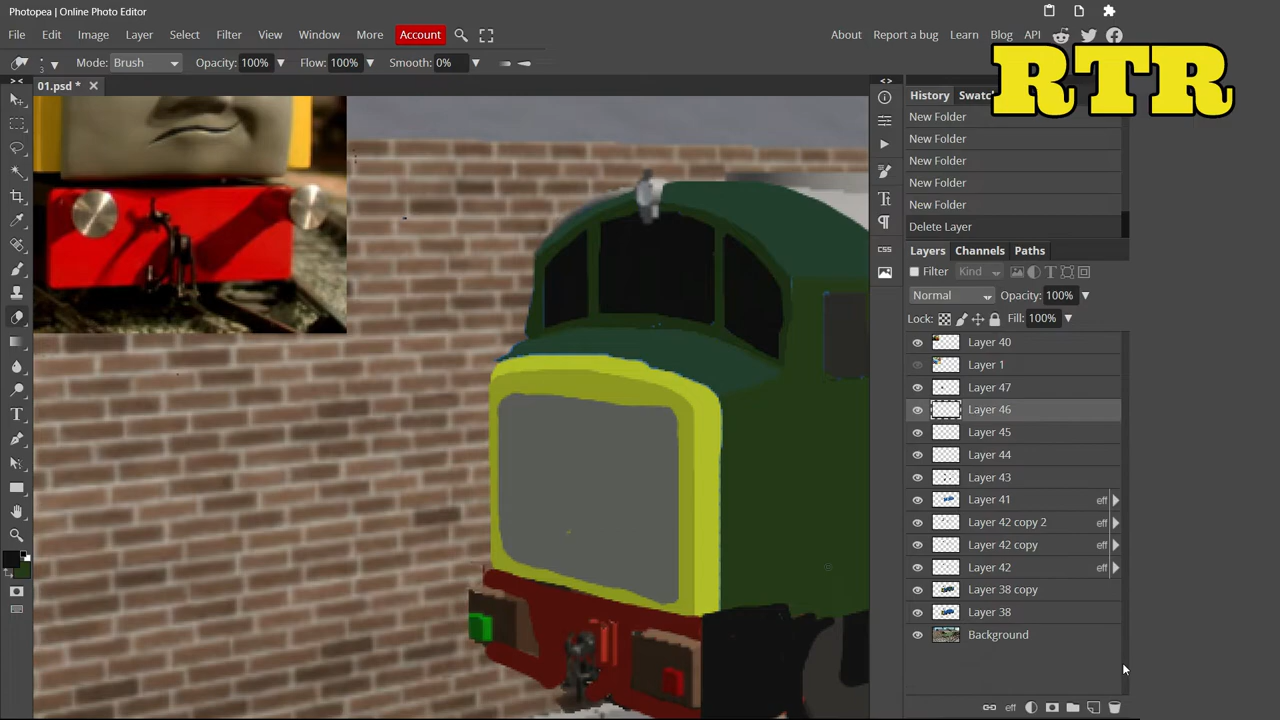 Photopea | Online Photo Editor
File Edit Image Layer Select Filter View Window More Account About Report a bug Learn Blog API
3 Mode: Brush Opacity: 100% Flow: 100% Smooth: 0%
RTR
01.psd *
History Swatc
New Folder
New Folder
New Folder
New Folder
New Folder
Delete Layer
Layers Channels Paths
Filter Kind
Normal Opacity: 100%
Lock: Fill: 100%
CSS
Layer 40
Layer 1
Layer 47
Layer 46
Layer 45
Layer 44
Layer 43
Layer 41 eff
Layer 42 copy 2 eff
Layer 42 copy eff
Layer 42 eff
Layer 38 copy
Layer 38
Background
eff